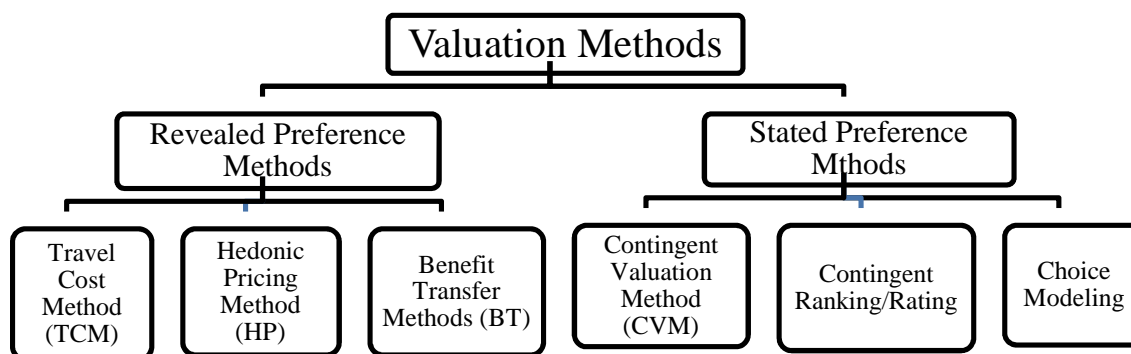 Valuation Methods
Revealed Preference
Methods
Stated Preference
Mthods
Travel
Cost
Method
(TCM)
Hedonic
Pricing
Method
(HP)
Benefit
Transfer
Methods (BT)
Contingent
Valuation
Method
(CVM)
Contingent
Ranking/Rating
Choice
Modeling